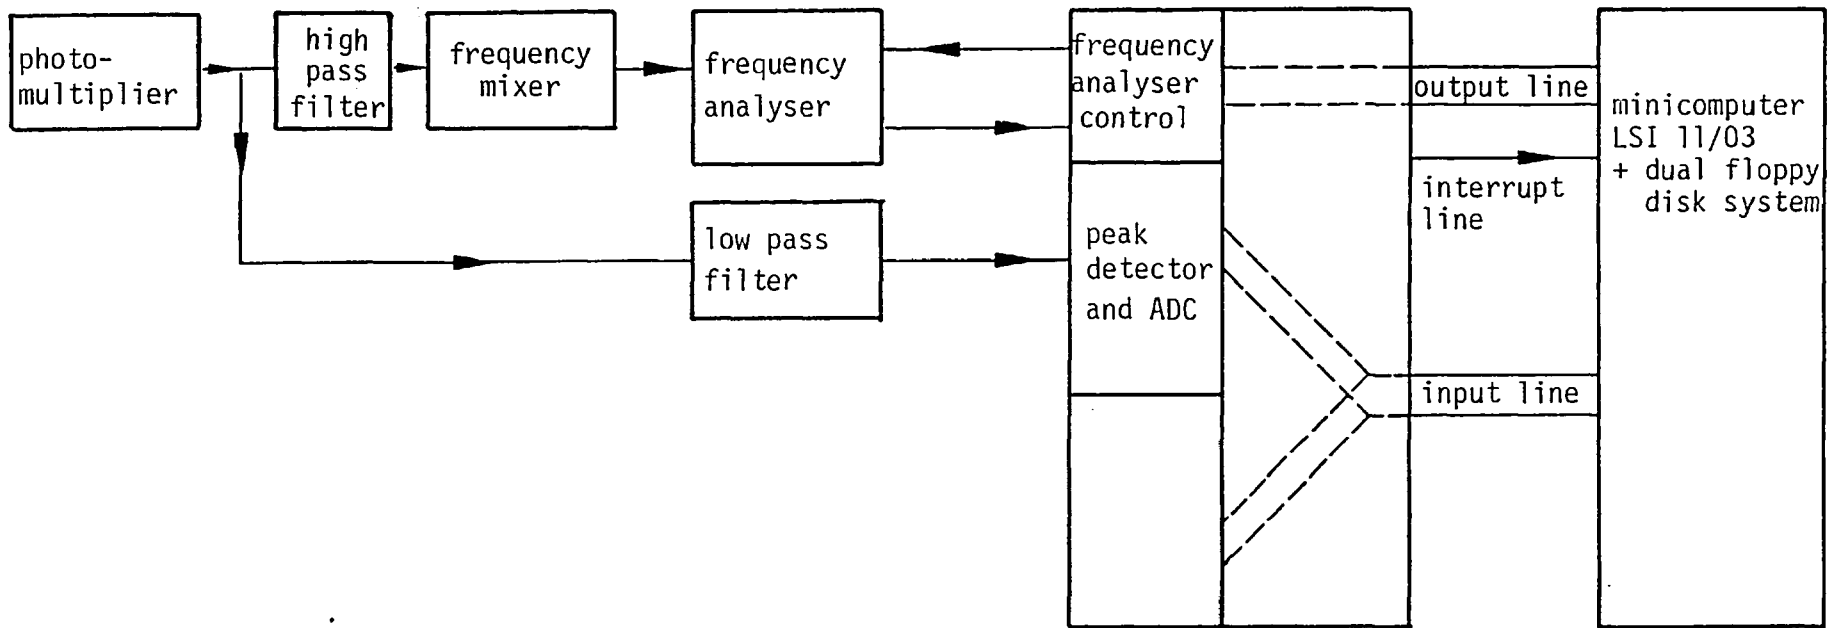 photo-
multiplier
high
pass
filter
frequency
mixer
frequency
analyser
low pass
filter
frequency
analyser
control
peak
detector
and ADC
output line
interrupt
line
input line
minicomputer
LSI 11/03
+ dual floppy
disk system